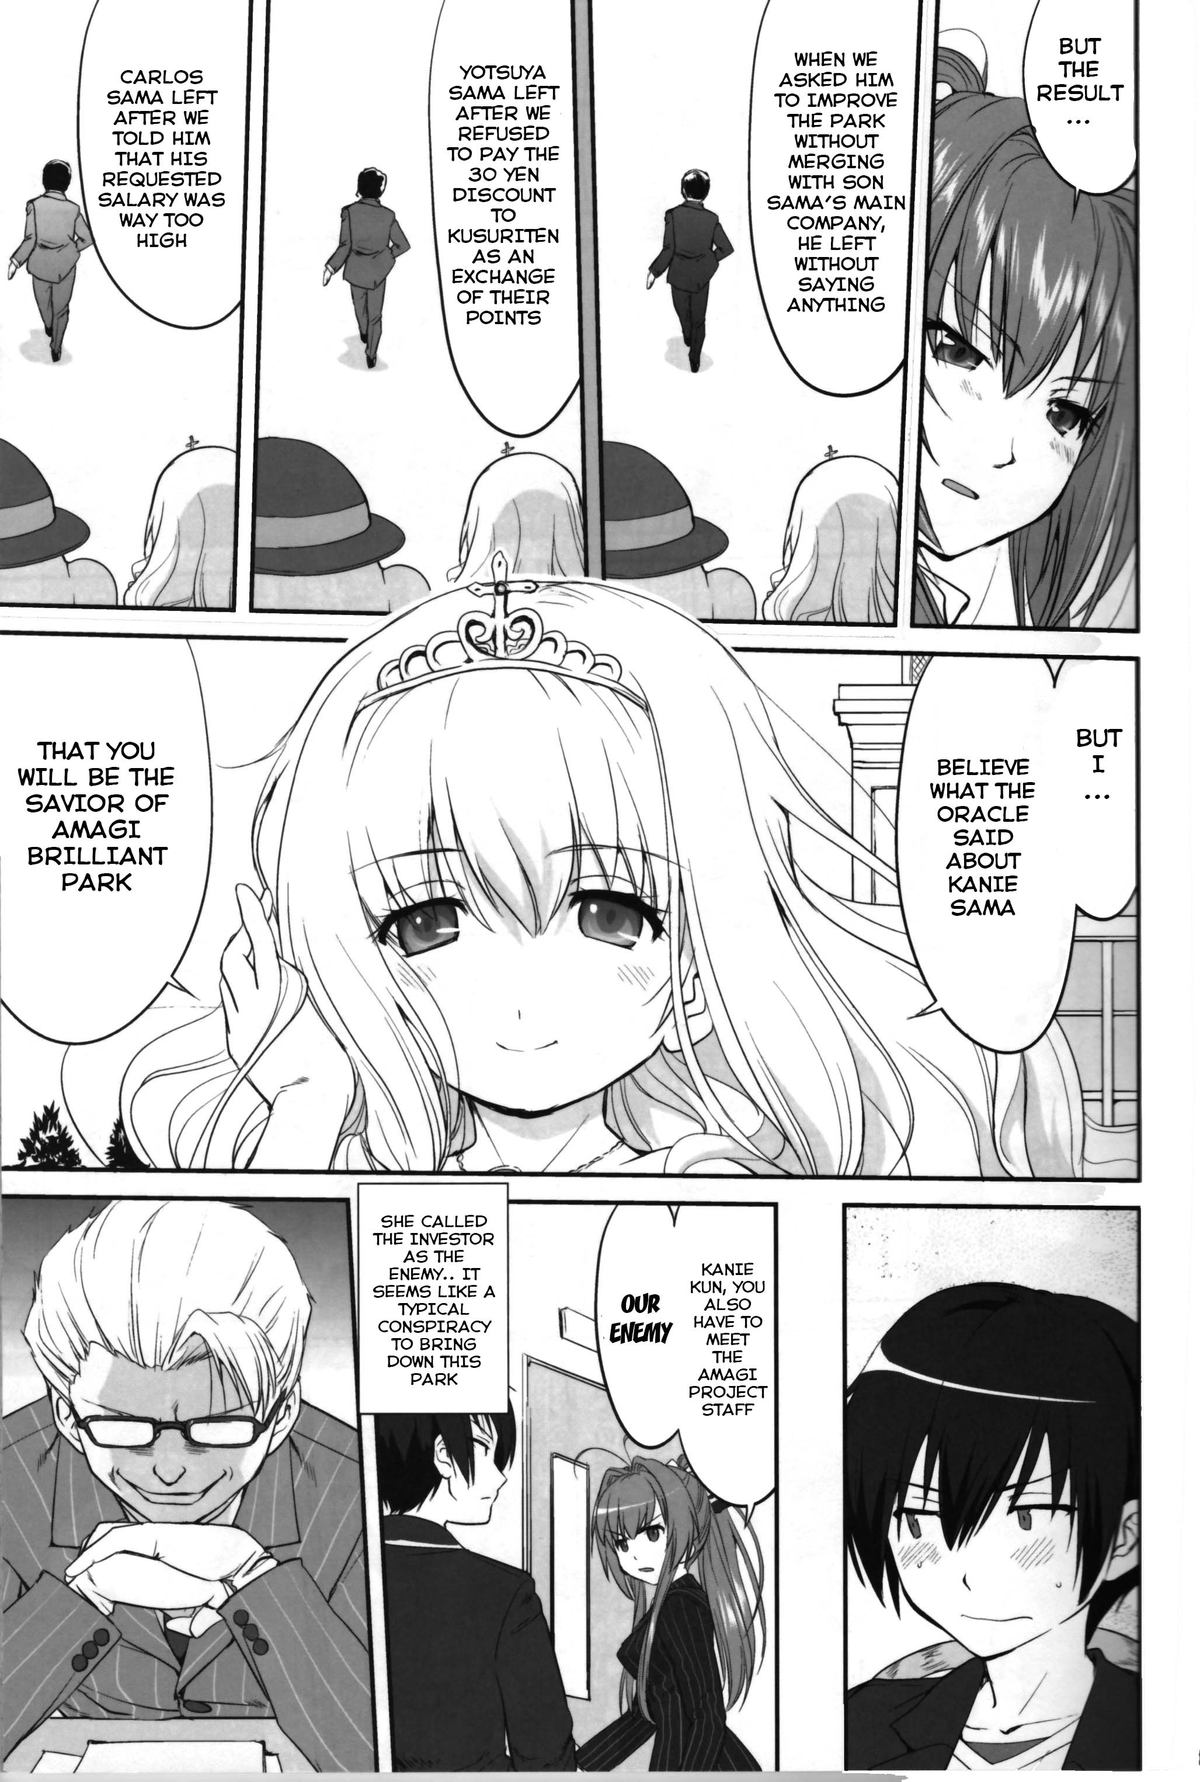 BUT
THE
RESULT
...
WHEN WE
ASKED HIM
TO IMPROVE
THE PARK
WITHOUT
MERGING
WITH SON
SAMA'S MAIN
COMPANY,
HE LEFT
WITHOUT
SAYING
ANYTHING
YOTSUYA
SAMA LEFT
AFTER WE
REFUSED
TO PAY THE
30 YEN
DISCOUNT
TO
KUSURITEN
AS AN
EXCHANGE
OF THEIR
POINTS
CARLOS
SAMA LEFT
AFTER WE
TOLD HIM
THAT HIS
REQUESTED
SALARY WAS
WAY TOO
HIGH
BUT
I
...
BELIEVE
WHAT THE
ORACLE
SAID
ABOUT
KANIE
SAMA
THAT YOU
WILL BE THE
SAVIOR OF
AMAGI
BRILLIANT
PARK
KANIE
KUN, YOU
ALSO
HAVE TO
MEET
THE
AMAGI
PROJECT
STAFF
OUR
ENEMY
SHE CALLED
THE INVESTOR
AS THE
ENEMY.. IT
SEEMS LIKE A
TYPICAL
CONSPIRACY
TO BRING
DOWN THIS
PARK